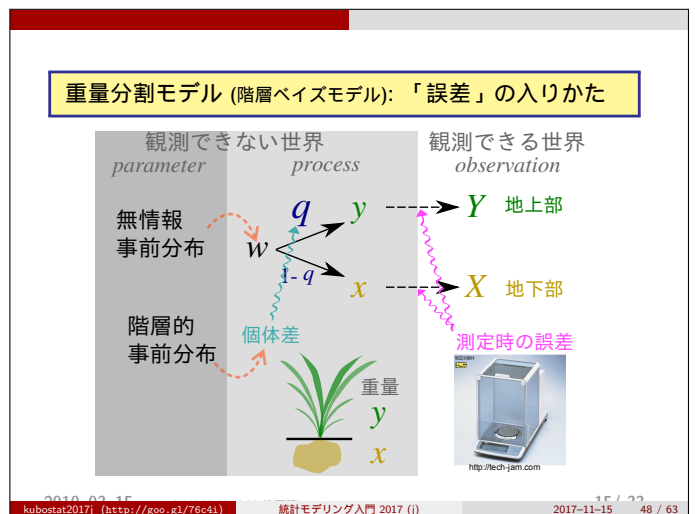 重量分割モデル (階層ベイズモデル): 「誤差」の入りかた
観測できない世界
観測できる世界
parameter
process
observation
無情報
事前分布
w
q
1- q
y
x
Y 地上部
X 地下部
階層的
事前分布
個体差
測定時の誤差
重量
y
x
http://tech-jam.com
kubostat2017j (http://goo.gl/76c4i)
統計モデリング入門 2017 (j)
2017–11–15
48 / 63